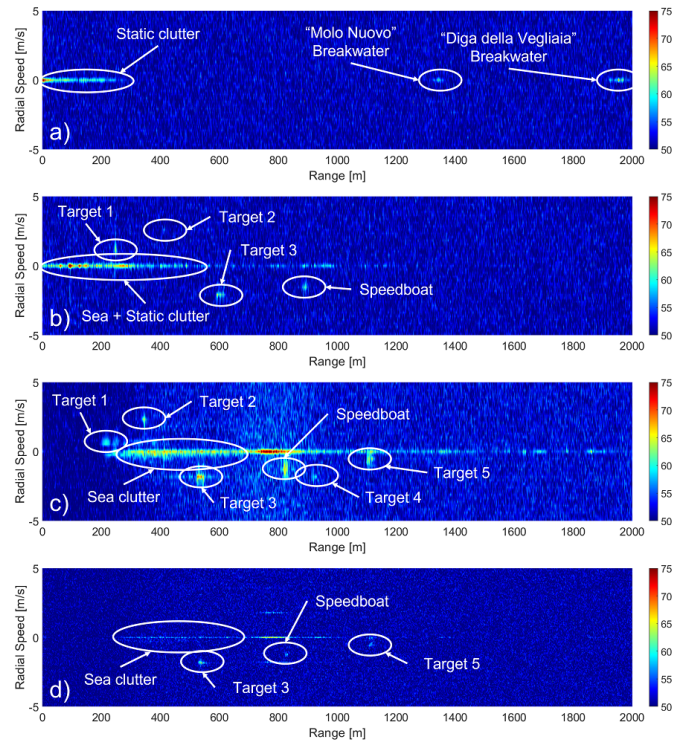 5
0
-5
Radial Speed [m/s]
Static clutter
“Molo Nuovo”
Breakwater
“Diga della Vegliaia”
Breakwater
a)
0 200 400 600 800 1000 1200 1400 1600 1800 2000
Range [m]
75
70
65
60
55
50
5
0
-5
Radial Speed [m/s]
Target 1
Target 2
Target 3
Speedboat
Sea + Static clutter
b)
0 200 400 600 800 1000 1200 1400 1600 1800 2000
Range [m]
75
70
65
60
55
50
5
0
-5
Radial Speed [m/s]
Target 1
Target 2
Speedboat
Target 5
Sea clutter
Target 3
Target 4
c)
0 200 400 600 800 1000 1200 1400 1600 1800 2000
Range [m]
75
70
65
60
55
50
5
0
-5
Radial Speed [m/s]
Speedboat
Sea clutter
Target 5
Target 3
d)
0 200 400 600 800 1000 1200 1400 1600 1800 2000
Range [m]
75
70
65
60
55
50